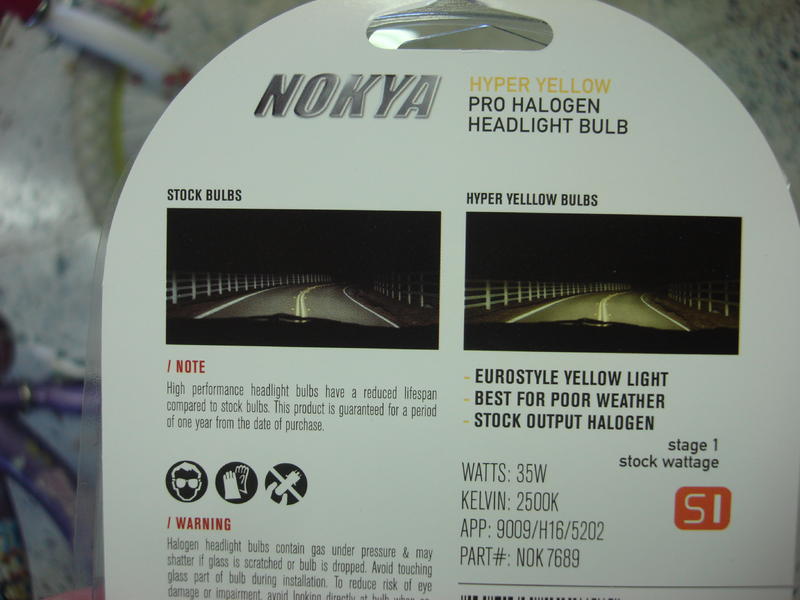 NOKYA
HYPER YELLOW
PRO HALOGEN
HEADLIGHT BULB
STOCK BULBS
HYPER YELLLOW BULBS
/ NOTE
High performance headlight bulbs have a reduced lifespan
compared to stock bulbs. This product is guaranteed for a period
of one year from the date of purchase.
- EUROSTYLE YELLOW LIGHT
- BEST FOR POOR WEATHER
- STOCK OUTPUT HALOGEN
stage 1
stock wattage
S1
WATTS: 35W
KELVIN: 2500K
APP: 9009/H16/5202
PART#: NOK 7689
/ WARNING
Halogen headlight bulbs contain gas under pressure & may
shatter if glass is scratched or bulb is dropped. Avoid touching
glass part of bulb during installation. To reduce risk of eye
damage or impairment, avoid looking directly at bulb when